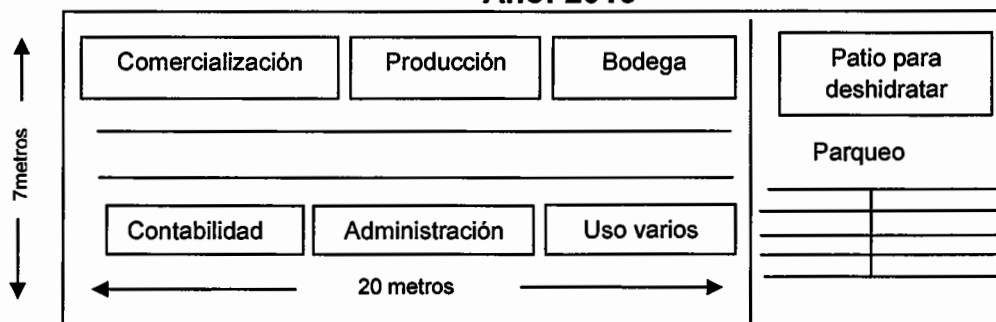 Comercialización
Producción
Bodega
Patio para
deshidratar
7metros
Parqueo
Contabilidad
Administración
Uso varios
20 metros